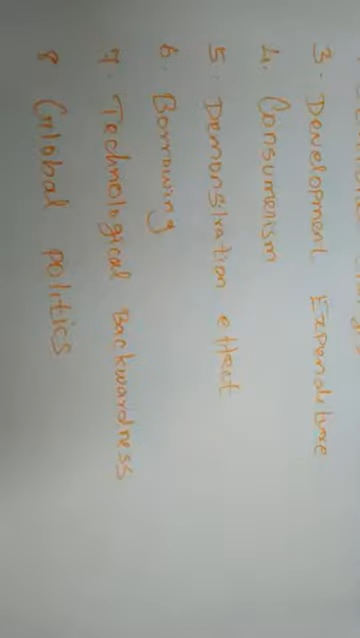 3. Development Expenditure
4. Consumerism
5. Demonstration effect
6. Borrowing
7. Technological Backwardness
8 Global politics